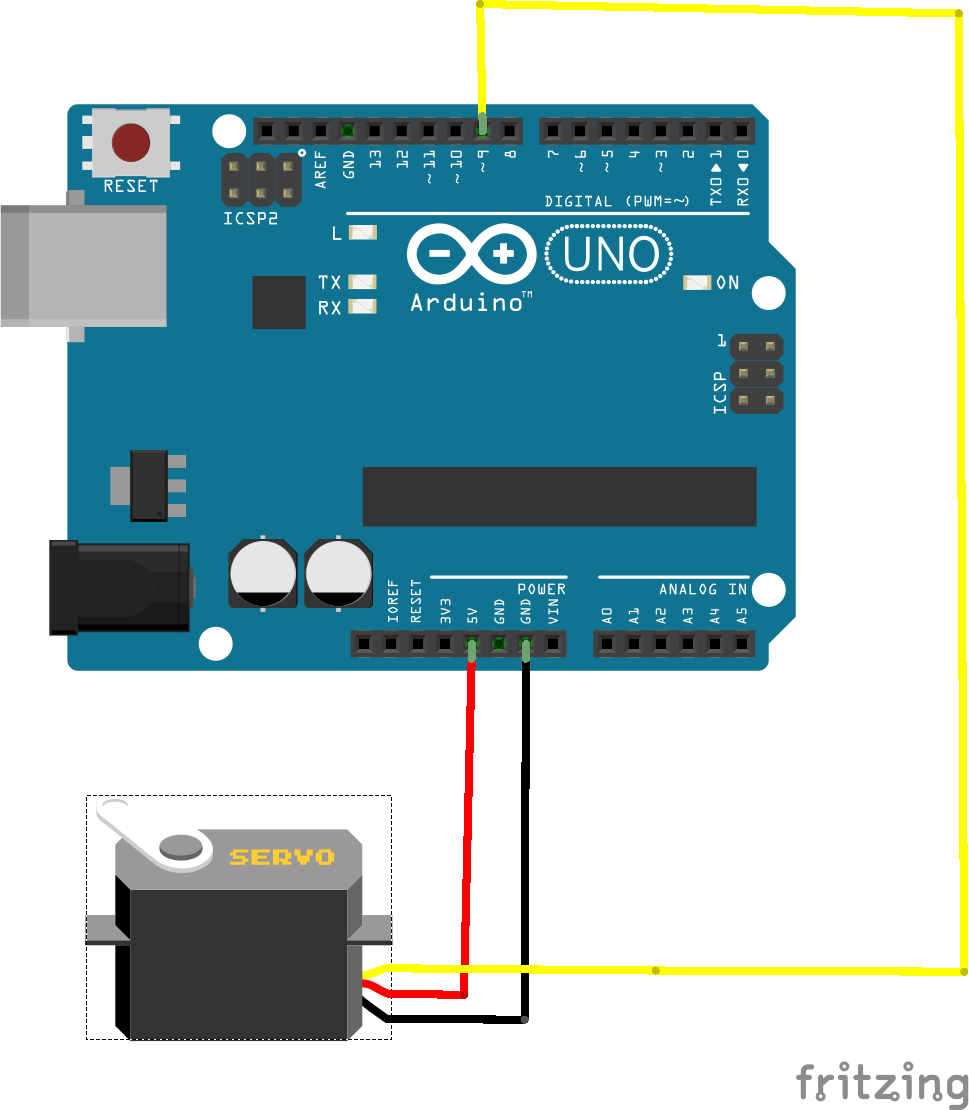 RESET
ICSP2
AREF
GND
13
12
~11
~10
~9
8
7
~6
~5
4
~3
2
TX0▶1
RX0◀0
DIGITAL (PWM=~)
L
TX
RX
Arduino™
UNO
ON
1
ICSP
IOREF
RESET
3V3
5V
GND
GND
VIN
POWER
ANALOG IN
A0
A1
A2
A3
A4
A5
SERVO
fritzing